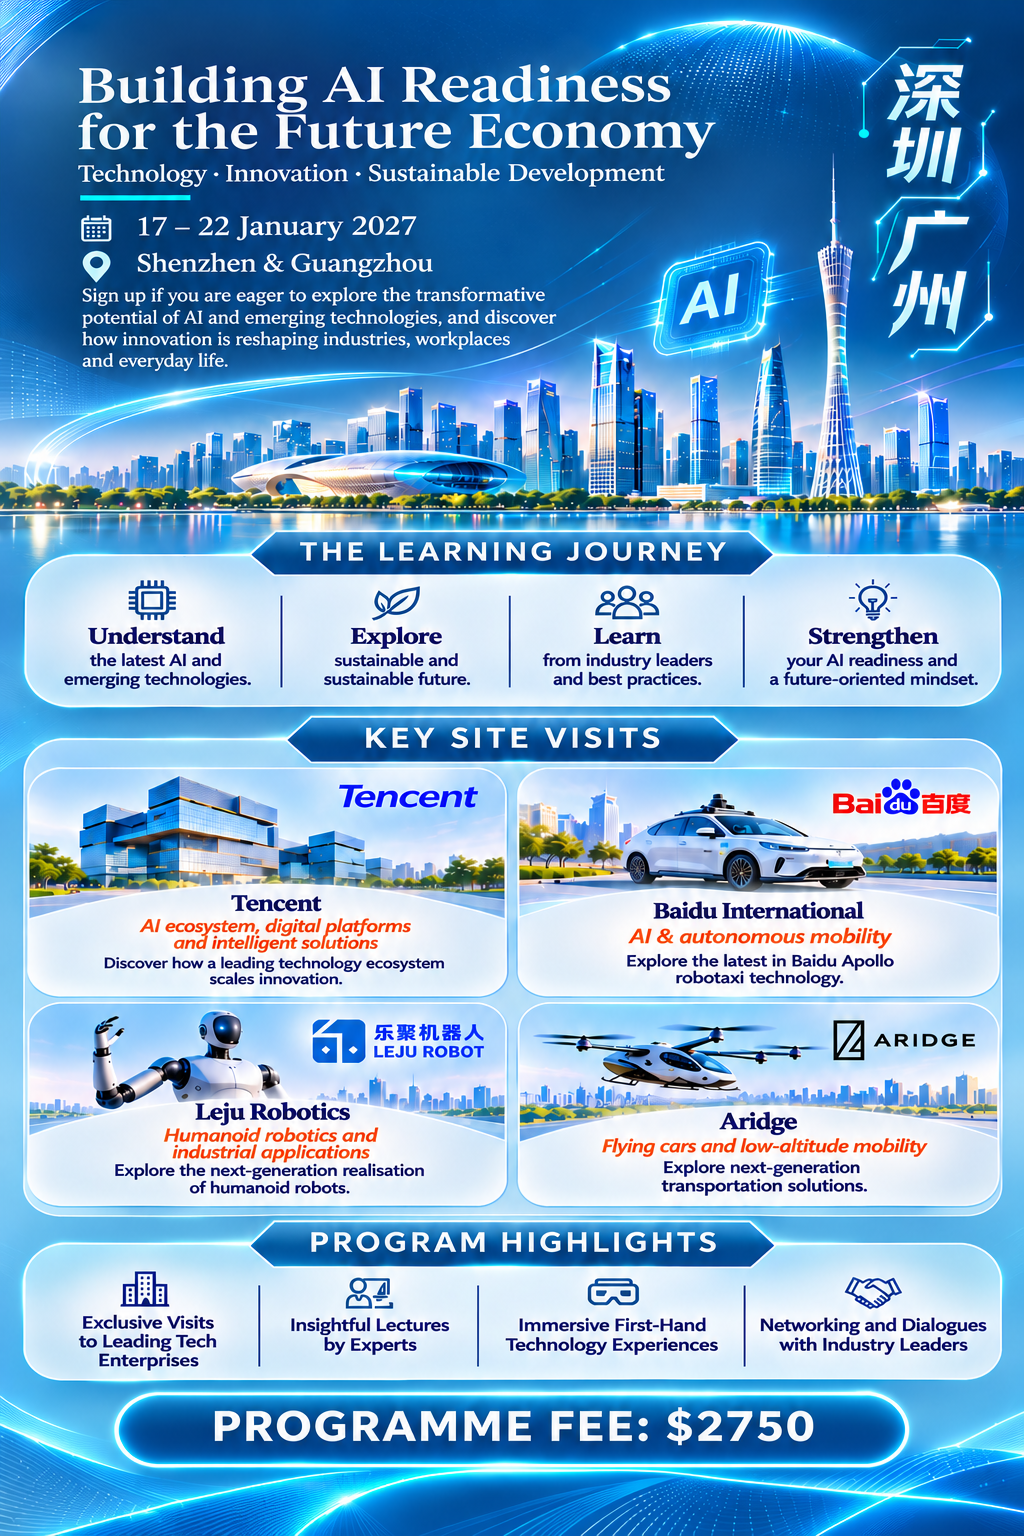 Building AI Readiness
for the Future Economy
Technology · Innovation · Sustainable Development
17 – 22 January 2027
Shenzhen & Guangzhou
Sign up if you are eager to explore the transformative
potential of AI and emerging technologies, and discover
how innovation is reshaping industries, workplaces
and everyday life.
深圳
广州
AI
THE LEARNING JOURNEY
Understand
the latest AI and
emerging technologies.
Explore
sustainable and
sustainable future.
Learn
from industry leaders
and best practices.
Strengthen
your AI readiness and
a future-oriented mindset.
KEY SITE VISITS
Tencent
Tencent
AI ecosystem, digital platforms
and intelligent solutions
Discover how a leading technology ecosystem
scales innovation.
Baidu百度
Baidu International
AI & autonomous mobility
Explore the latest in Baidu Apollo
robotaxi technology.
乐聚机器人
LEJU ROBOT
Leju Robotics
Humanoid robotics and
industrial applications
Explore the next-generation realisation
of humanoid robots.
ARIDGE
Aridge
Flying cars and low-altitude mobility
Explore next-generation
transportation solutions.
PROGRAM HIGHLIGHTS
Exclusive Visits
to Leading Tech
Enterprises
Insightful Lectures
by Experts
Immersive First-Hand
Technology Experiences
Networking and Dialogues
with Industry Leaders
PROGRAMME FEE: $2750